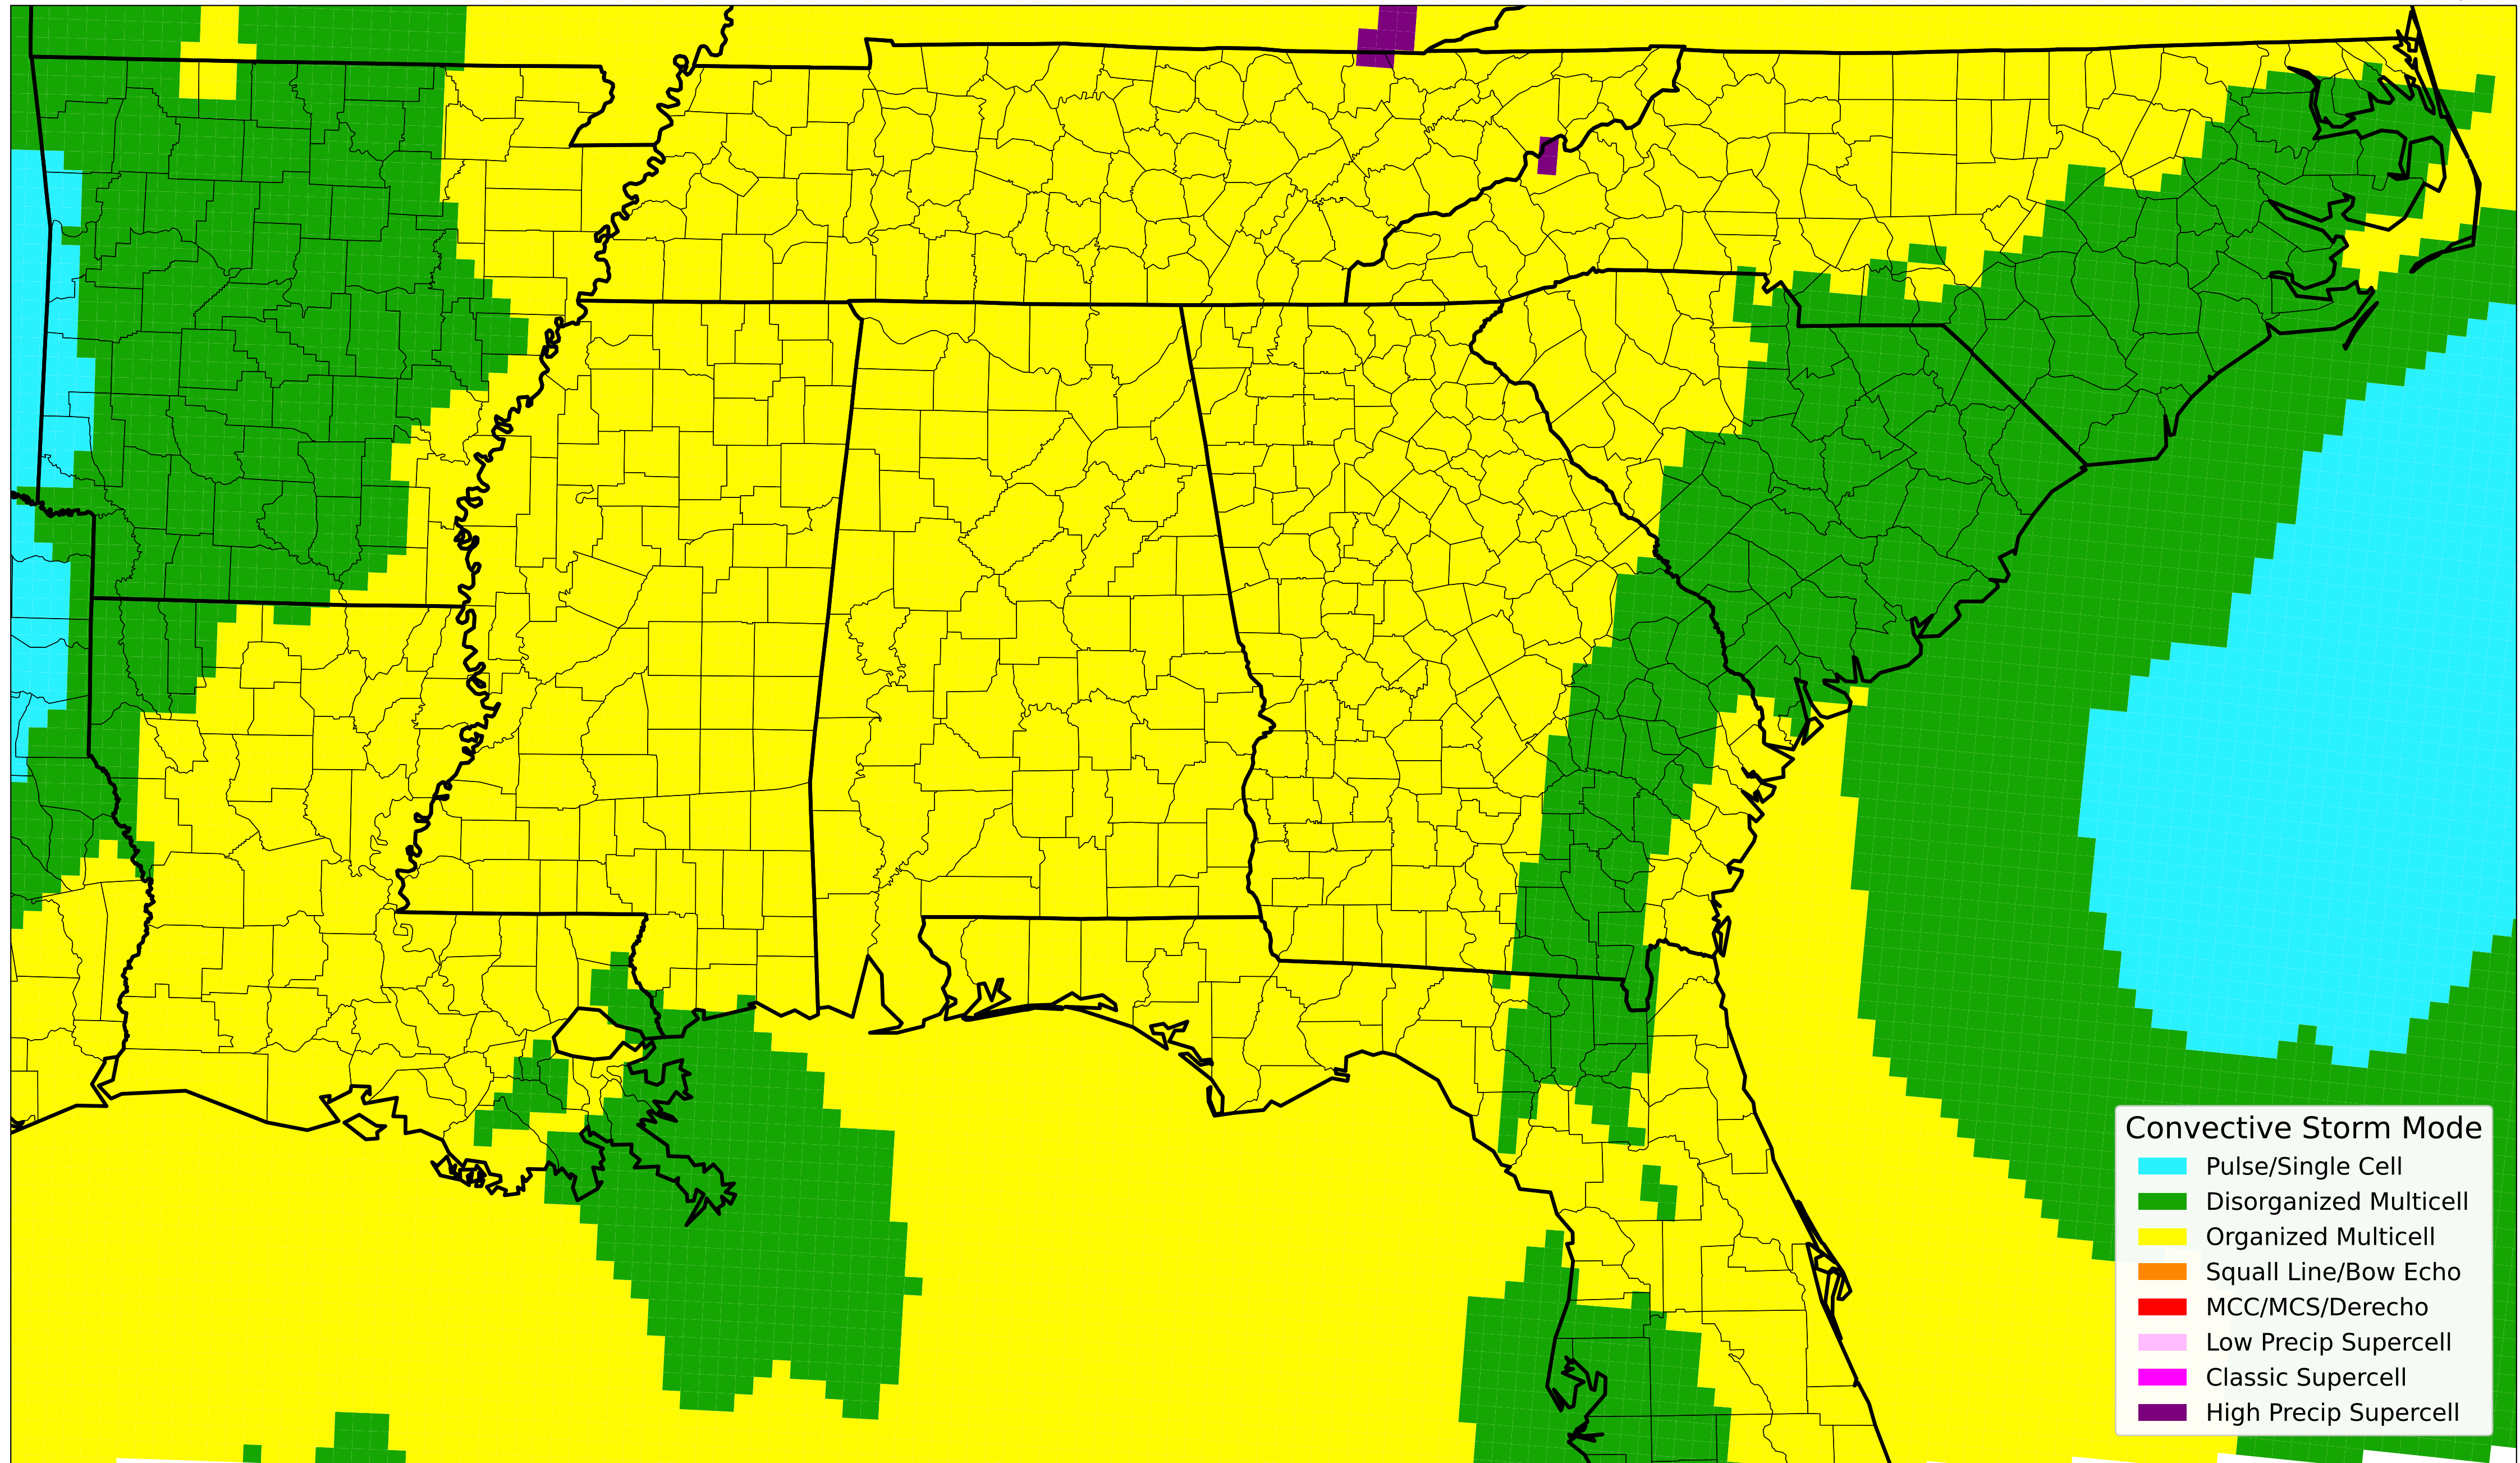 Convective Storm Mode
Pulse/Single Cell
Disorganized Multicell
Organized Multicell
Squall Line/Bow Echo
MCC/MCS/Derecho
Low Precip Supercell
Classic Supercell
High Precip Supercell